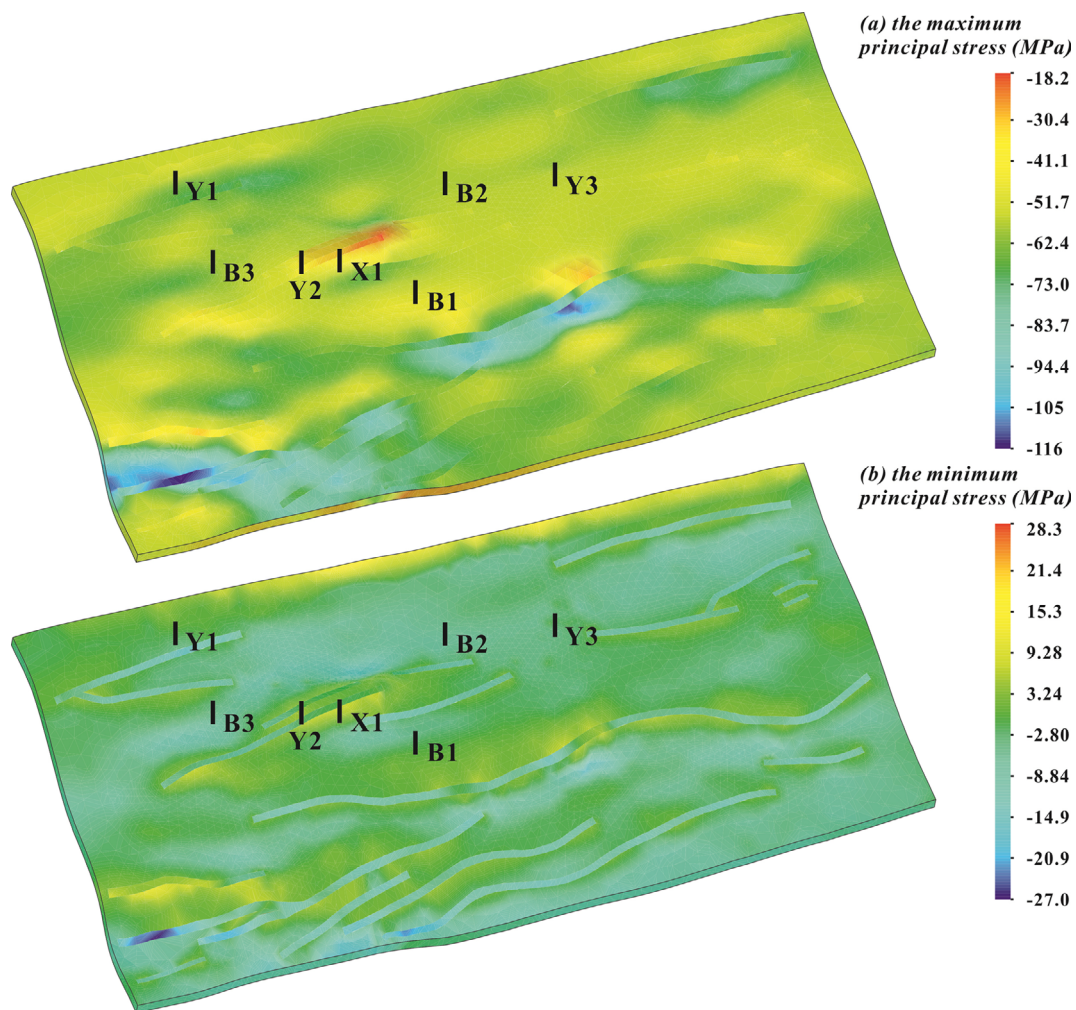 (a) the maximum
principal stress (MPa)
-18.2
-30.4
-41.1
-51.7
-62.4
-73.0
-83.7
-94.4
-105
-116
Y1
B2
Y3
B3
Y2
X1
B1
(b) the minimum
principal stress (MPa)
28.3
21.4
15.3
9.28
3.24
-2.80
-8.84
-14.9
-20.9
-27.0
Y1
B2
Y3
B3
Y2
X1
B1